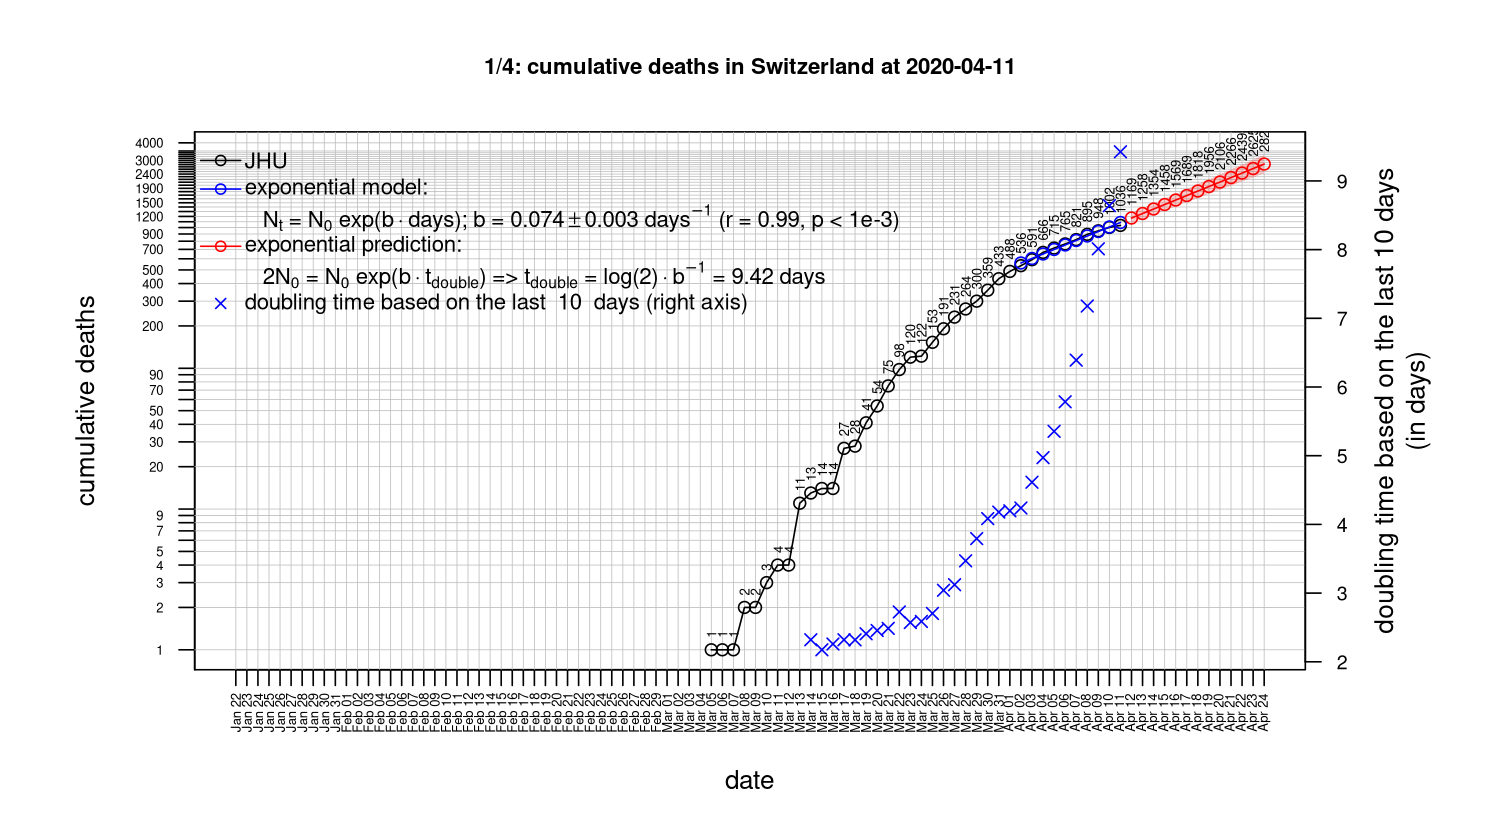 1/4: cumulative deaths in Switzerland at 2020-04-11
JHU
exponential model:
Nt = N0 exp(b · days); b = 0.074 ± 0.003 days−1 (r = 0.99, p < 1e-3)
exponential prediction:
2N0 = N0 exp(b · tdouble) => tdouble = log(2) · b−1 = 9.42 days
doubling time based on the last 10 days (right axis)
cumulative deaths
4000
3000
2400
1900
1500
1200
900
700
500
400
300
200
90
70
50
40
30
20
9
7
5
4
3
2
1
1 1 1 2 2 3 4 4 11 13 14 14 27 28 41 54 75 98 120 122 153 191 231 264 300 359 433 488 536 591 666 715 765 821 895 948 1002 1036 1169 1258 1354 1458 1569 1689 1818 1956 2106 2266 2439
9
8
7
6
5
4
3
2
doubling time based on the last 10 days
(in days)
Jan 22 Jan 23 Jan 24 Jan 25 Jan 26 Jan 27 Jan 28 Jan 29 Jan 30 Jan 31 Feb 01 Feb 02 Feb 03 Feb 04 Feb 05 Feb 06 Feb 07 Feb 08 Feb 09 Feb 10 Feb 11 Feb 12 Feb 13 Feb 14 Feb 15 Feb 16 Feb 17 Feb 18 Feb 19 Feb 20 Feb 21 Feb 22 Feb 23 Feb 24 Feb 25 Feb 26 Feb 27 Feb 28 Feb 29 Mar 01 Mar 02 Mar 03 Mar 04 Mar 05 Mar 06 Mar 07 Mar 08 Mar 09 Mar 10 Mar 11 Mar 12 Mar 13 Mar 14 Mar 15 Mar 16 Mar 17 Mar 18 Mar 19 Mar 20 Mar 21 Mar 22 Mar 23 Mar 24 Mar 25 Mar 26 Mar 27 Mar 28 Mar 29 Mar 30 Mar 31 Apr 01 Apr 02 Apr 03 Apr 04 Apr 05 Apr 06 Apr 07 Apr 08 Apr 09 Apr 10 Apr 11 Apr 12 Apr 13 Apr 14 Apr 15 Apr 16 Apr 17 Apr 18 Apr 19 Apr 20 Apr 21 Apr 22 Apr 23 Apr 24
date